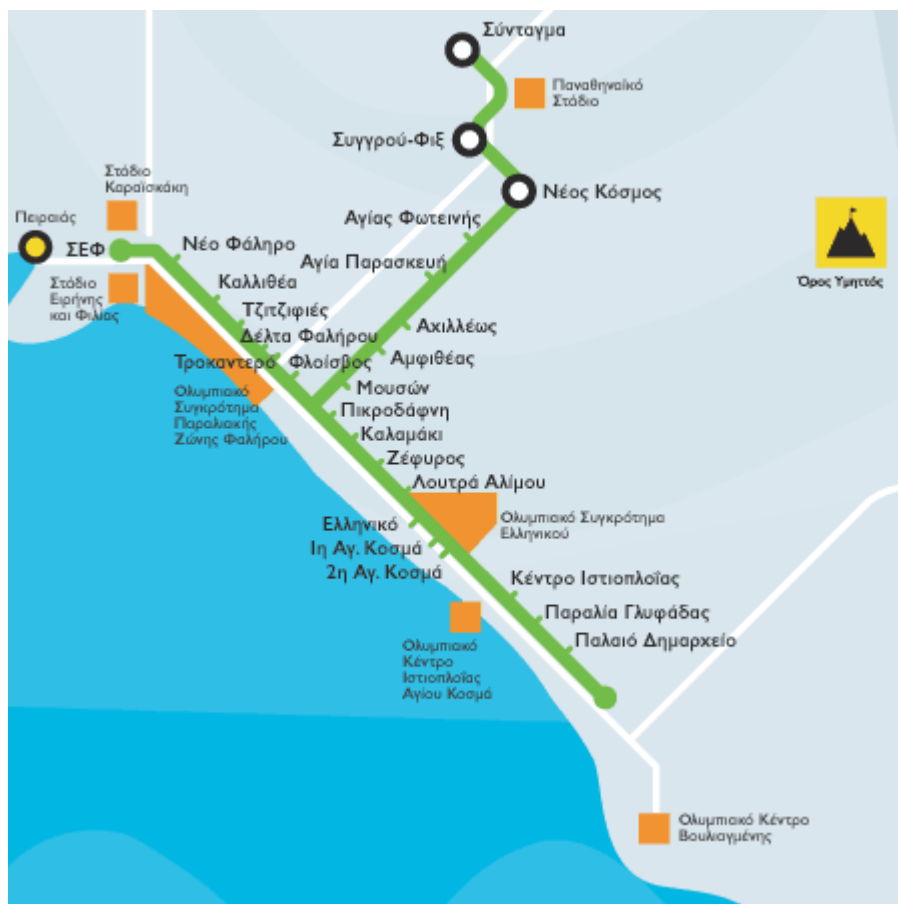 Σύνταγμα
Παναθηναϊκό
Στάδιο
Συγγρού-Φιξ
Νέος Κόσμος
Στάδιο
Καραϊσκάκη
Πειραιάς
ΣΕΦ
Νέο Φάληρο
Αγίας Φωτεινής
Αγία Παρασκευή
Καλλιθέα
Στάδιο
Ειρήνης
και Φιλίας
Όρος Υμηττός
Τζιτζιφιές
Δέλτα Φαλήρου
Αχιλλέως
Τροκαντερό
Φλοίσβος
Αμφιθέας
Μουσών
Ολυμπιακό
Συγκρότημα
Παραλιακής
Ζώνης Φαλήρου
Πικροδάφνη
Καλαμάκι
Ζέφυρος
Λουτρά Αλίμου
Ολυμπιακό Συγκρότημα
Ελληνικού
Ελληνικό
1η Αγ. Κοσμά
2η Αγ. Κοσμά
Κέντρο Ιστιοπλοΐας
Παραλία Γλυφάδας
Παλαιό Δημαρχείο
Ολυμπιακό
Κέντρο
Ιστιοπλοΐας
Αγίου Κοσμά
Ολυμπιακό Κέντρο
Βουλιαγμένης